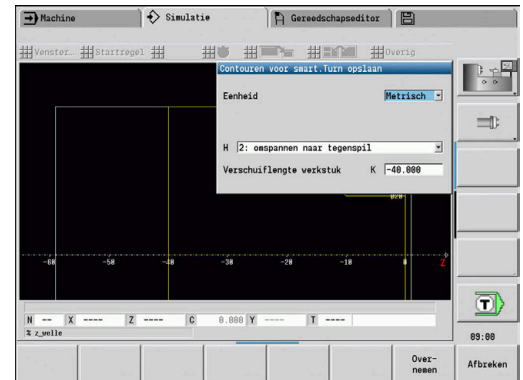 Machine
Simulatie
Gereedschapseditor
Venster…
Startregel
Overig
Contouren voor smart.Turn opslaan
Eenheid
Metrisch
H
2: omspannen naar tegenspil
Verschuiflengte verkstuk K -40.000
-60 -50 -40 -30 -20 -10 0 Z
N -- X ---- Z ---- C 0.000 Y ---- T ----
% z_welle
T
09:00
Over-
nemen
Afbreken